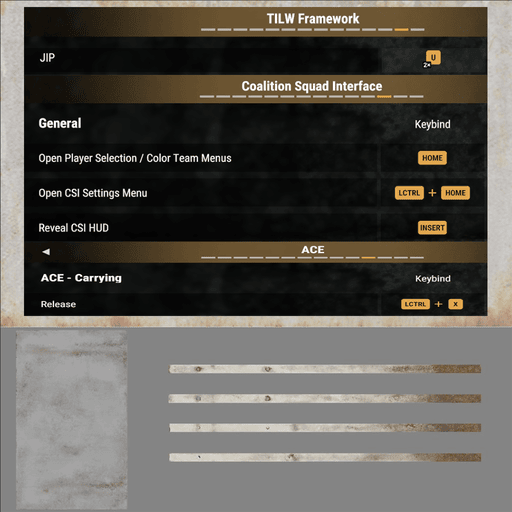 TILW Framework
JIP U
2×
Coalition Squad Interface
General Keybind
Open Player Selection / Color Team Menus HOME
Open CSI Settings Menu LCTRL + HOME
Reveal CSI HUD INSERT
ACE
ACE - Carrying Keybind
Release LCTRL + X